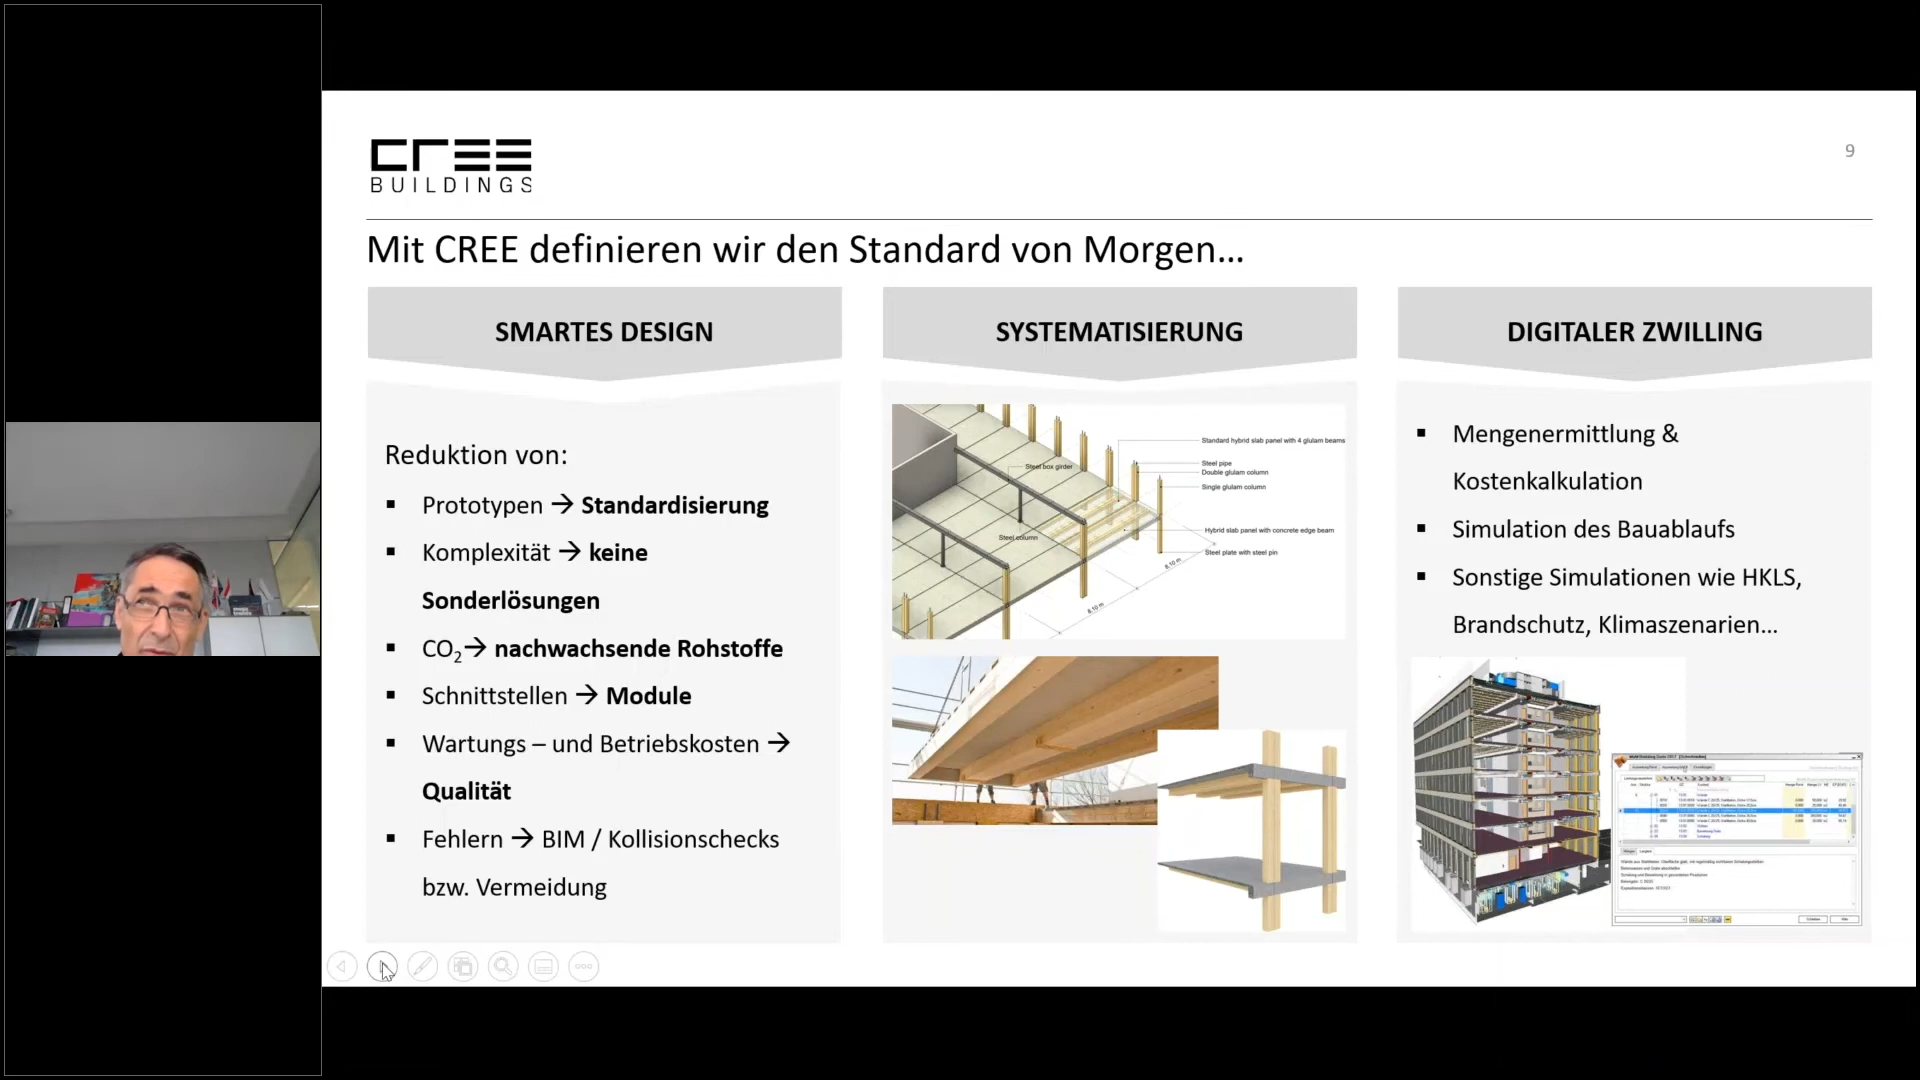 cree
BUILDINGS
9
Mit CREE definieren wir den Standard von Morgen...
SMARTES DESIGN
Reduktion von:
▪ Prototypen → Standardisierung
▪ Komplexität → keine
Sonderlösungen
▪ CO₂→ nachwachsende Rohstoffe
▪ Schnittstellen → Module
▪ Wartungs – und Betriebskosten →
Qualität
▪ Fehlern → BIM / Kollisionschecks
bzw. Vermeidung
SYSTEMATISIERUNG
Standard hybrid slab panel with 4 glulam beams
Steel box girder
Steel pipe
Double glulam column
Single glulam column
Hybrid slab panel with concrete edge beam
Steel column
Steel plate with steel pin
8,10 m
8,10 m
DIGITALER ZWILLING
▪ Mengenermittlung &
Kostenkalkulation
▪ Simulation des Bauablaufs
▪ Sonstige Simulationen wie HKLS,
Brandschutz, Klimaszenarien...